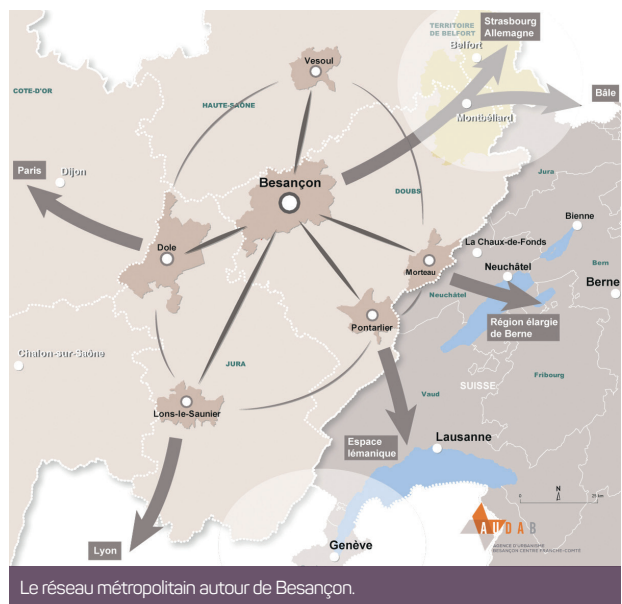 Strasbourg
Allemagne
TERRITOIRE
DE BELFORT
Belfort
Vesoul
COTE-D'OR
HAUTE-SAÔNE
Bâle
Montbéliard
Paris
Dijon
Besançon
Jura
DOUBS
Bienne
Dole
La Chaux-de-Fonds
Bern
Morteau
Neuchâtel
Berne
Neuchâtel
Pontarlier
Région élargie
de Berne
Chalon-sur-Saône
JURA
Fribourg
SUISSE
Vaud
Lons-le-Saunier
Espace
lémanique
Lausanne
N
0 25 km
AUDAB
AGENCE D'URBANISME
BESANÇON CENTRE FRANCHE-COMTÉ
Lyon
Genève
Le réseau métropolitain autour de Besançon.